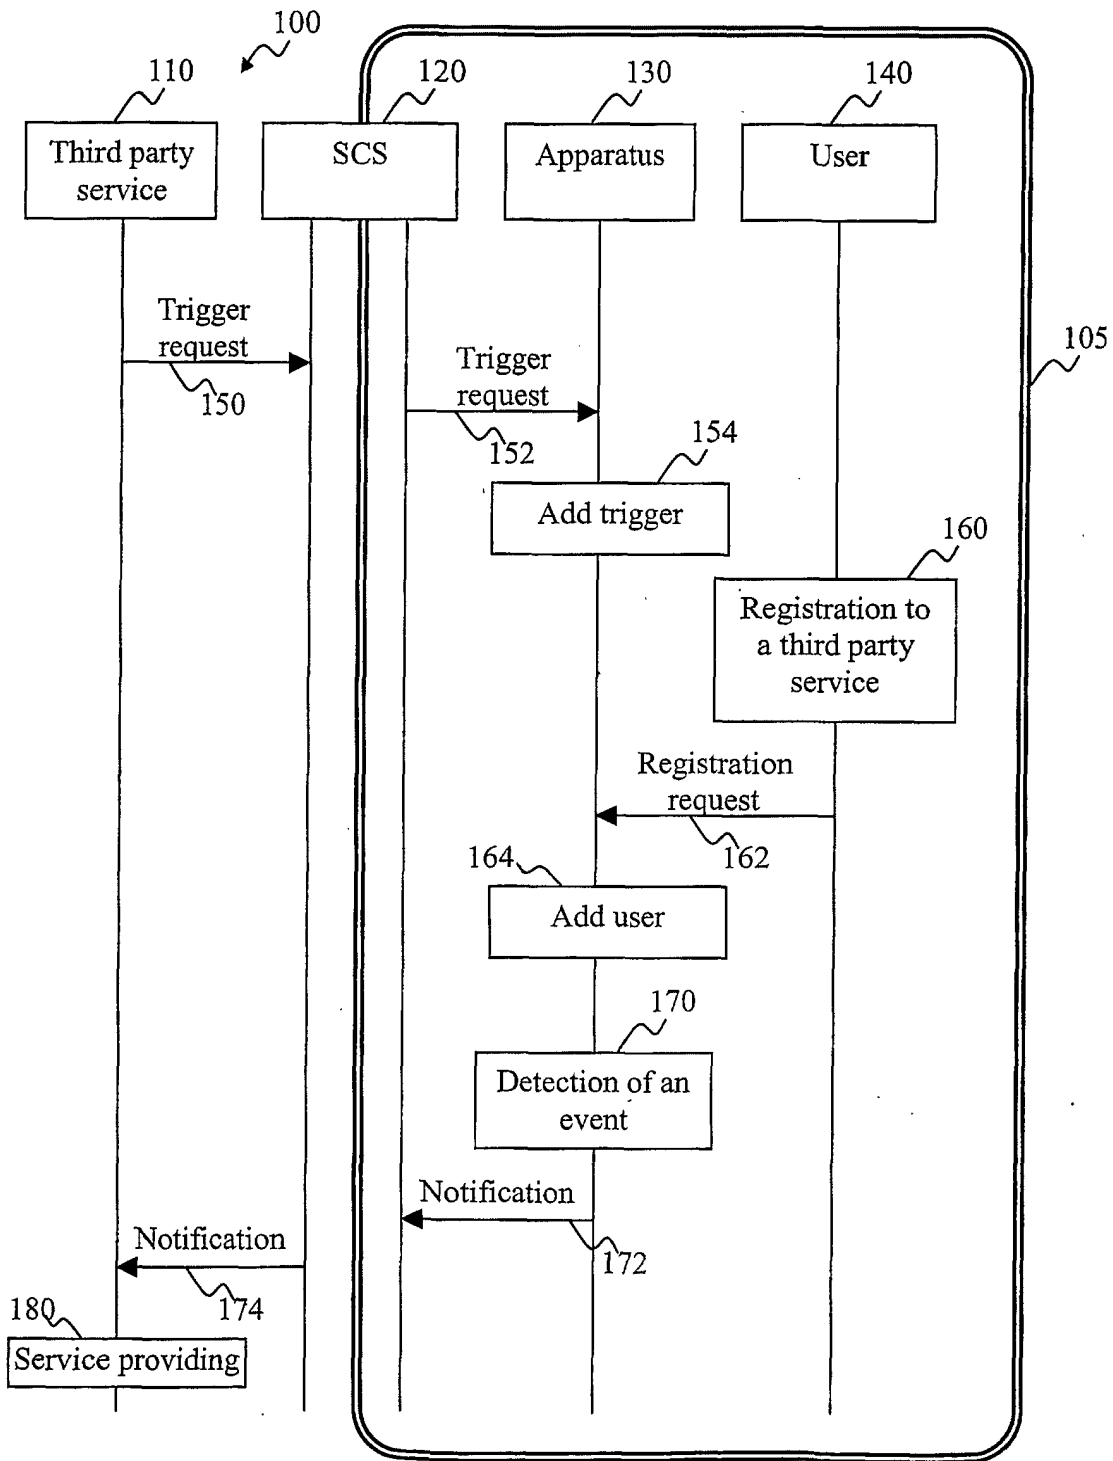 100
110
120
130
140
Third party
service
SCS
Apparatus
User
Trigger
request
150
105
Trigger
request
152
154
Add trigger
160
Registration to
a third party
service
Registration
request
162
164
Add user
170
Detection of an
event
Notification
172
Notification
174
180
Service providing